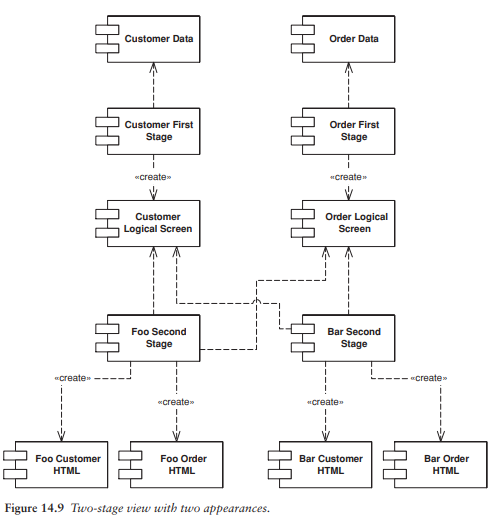 Customer Data
Order Data
Customer First
Stage
Order First
Stage
«create»
«create»
Customer
Logical Screen
Order Logical
Screen
Foo Second
Stage
Bar Second
Stage
«create»
«create»
«create»
«create»
Foo Customer
HTML
Foo Order
HTML
Bar Customer
HTML
Bar Order
HTML
Figure 14.9 Two-stage view with two appearances.